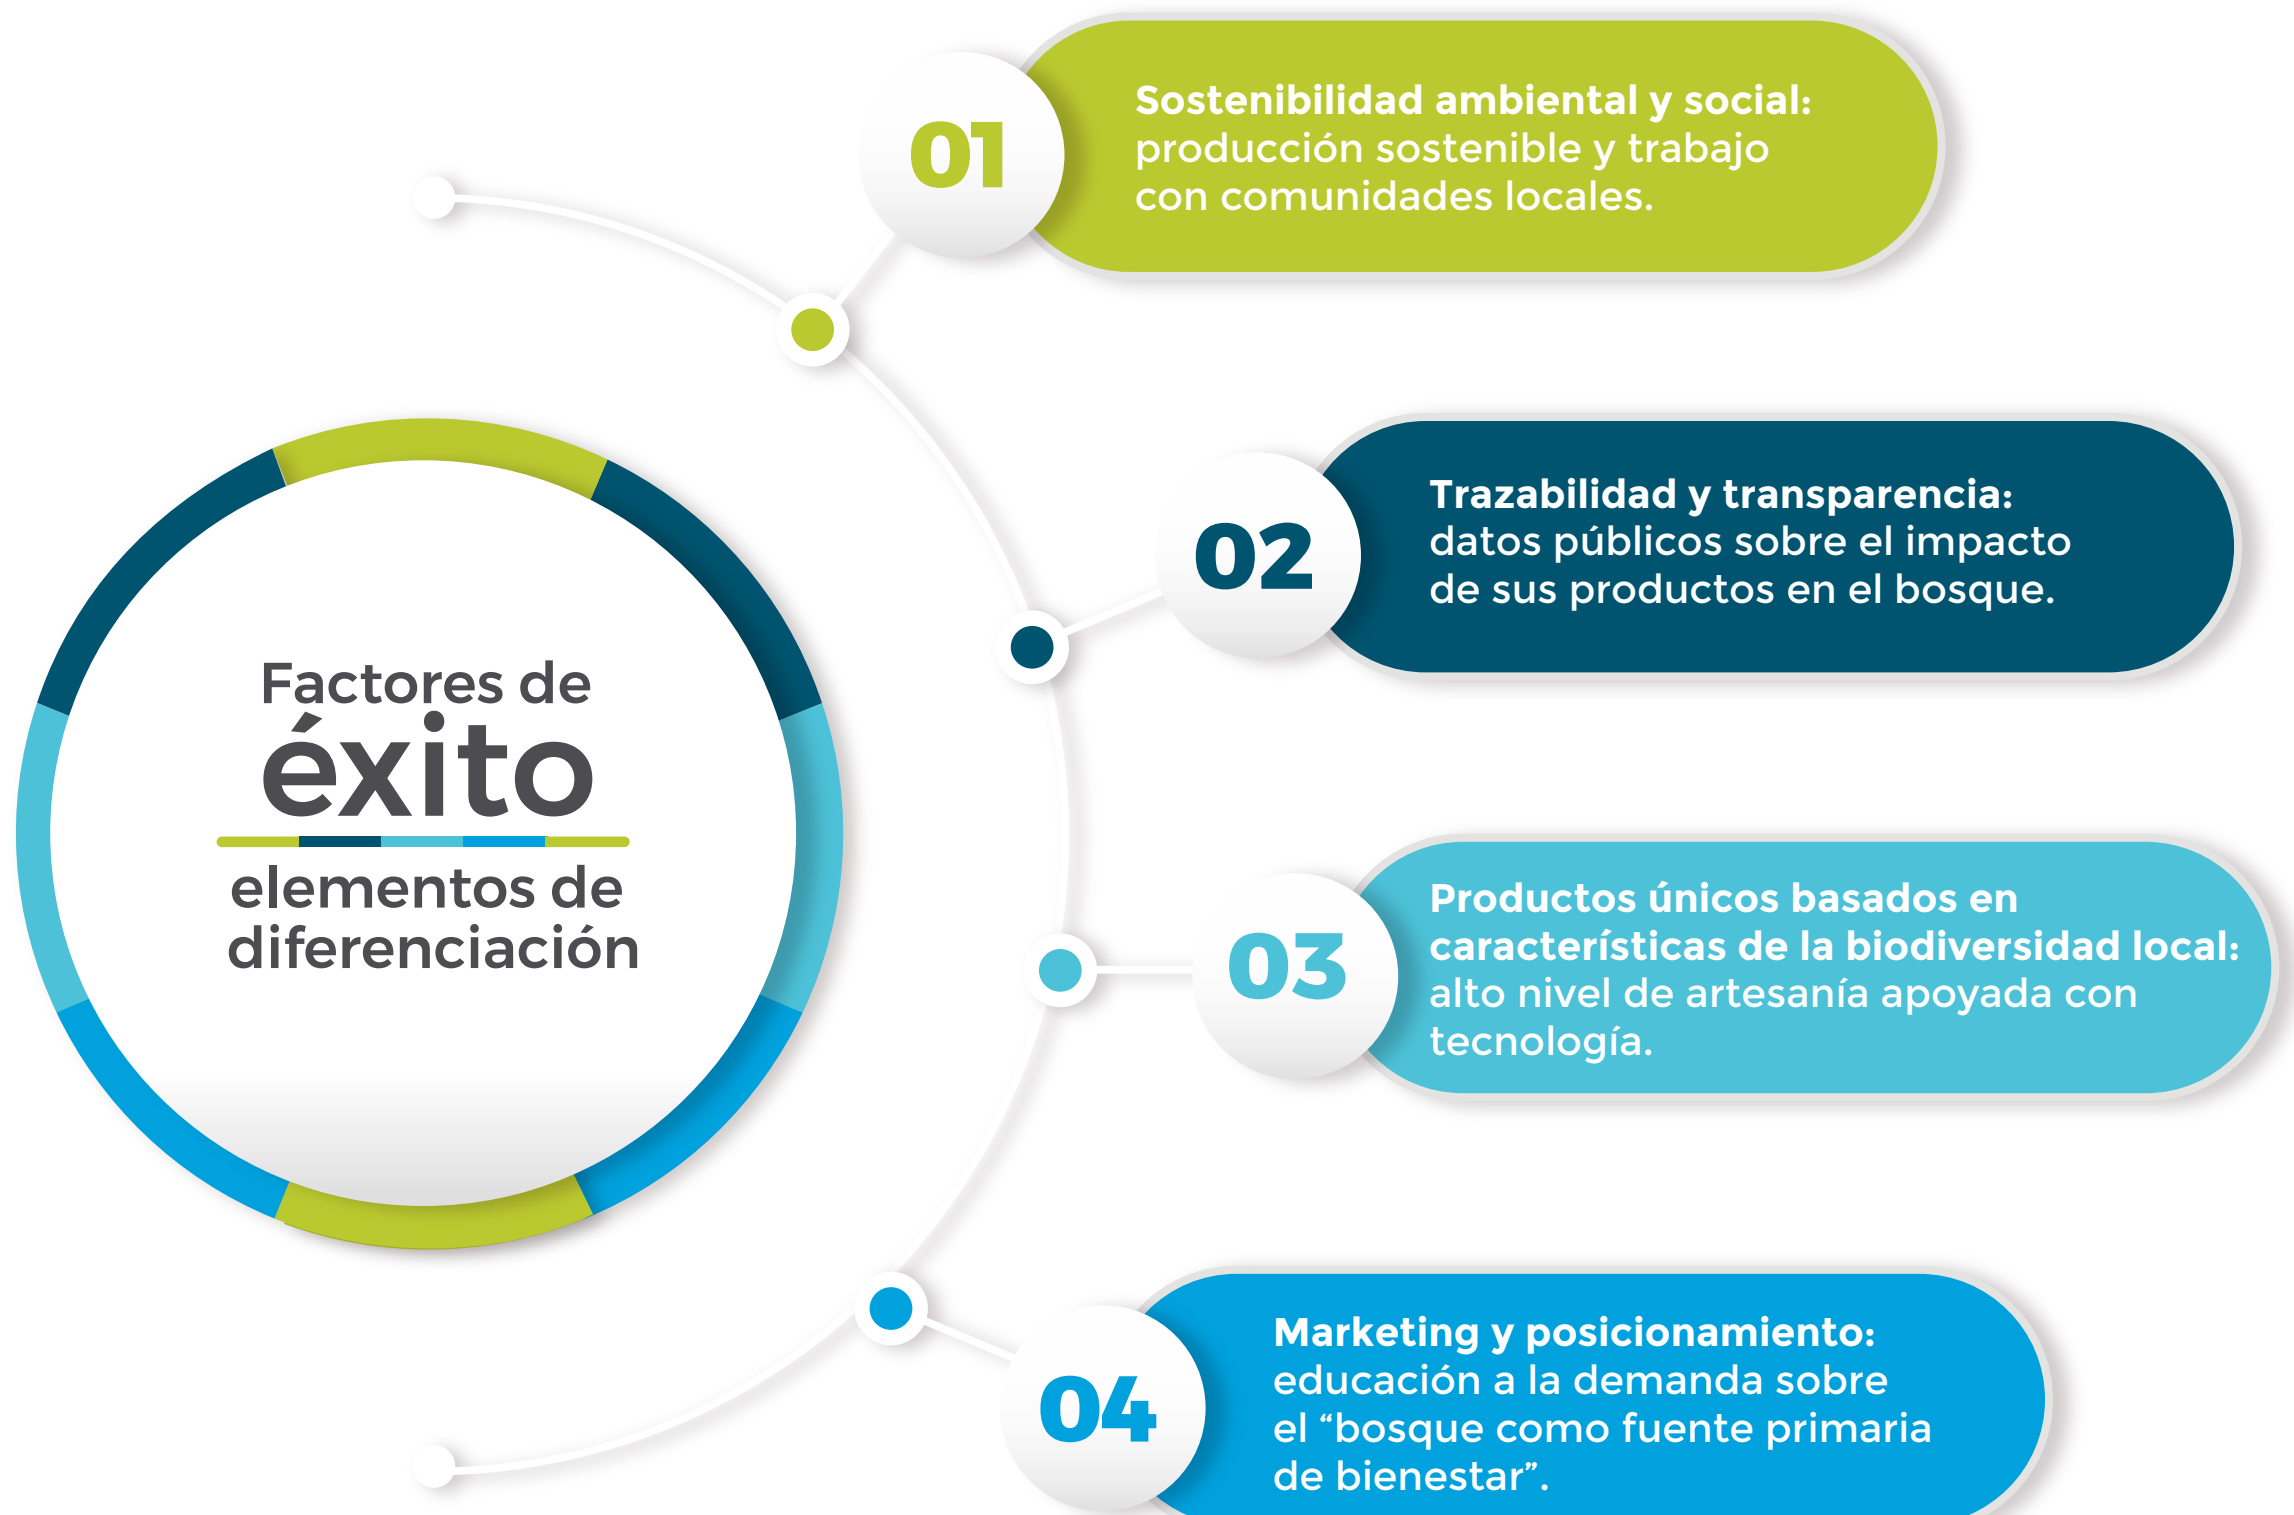 Factores de
éxito
elementos de
diferenciación
01
Sostenibilidad ambiental y social:
producción sostenible y trabajo
con comunidades locales.
02
Trazabilidad y transparencia:
datos públicos sobre el impacto
de sus productos en el bosque.
03
Productos únicos basados en
características de la biodiversidad local:
alto nivel de artesanía apoyada con
tecnología.
04
Marketing y posicionamiento:
educación a la demanda sobre
el “bosque como fuente primaria
de bienestar”.